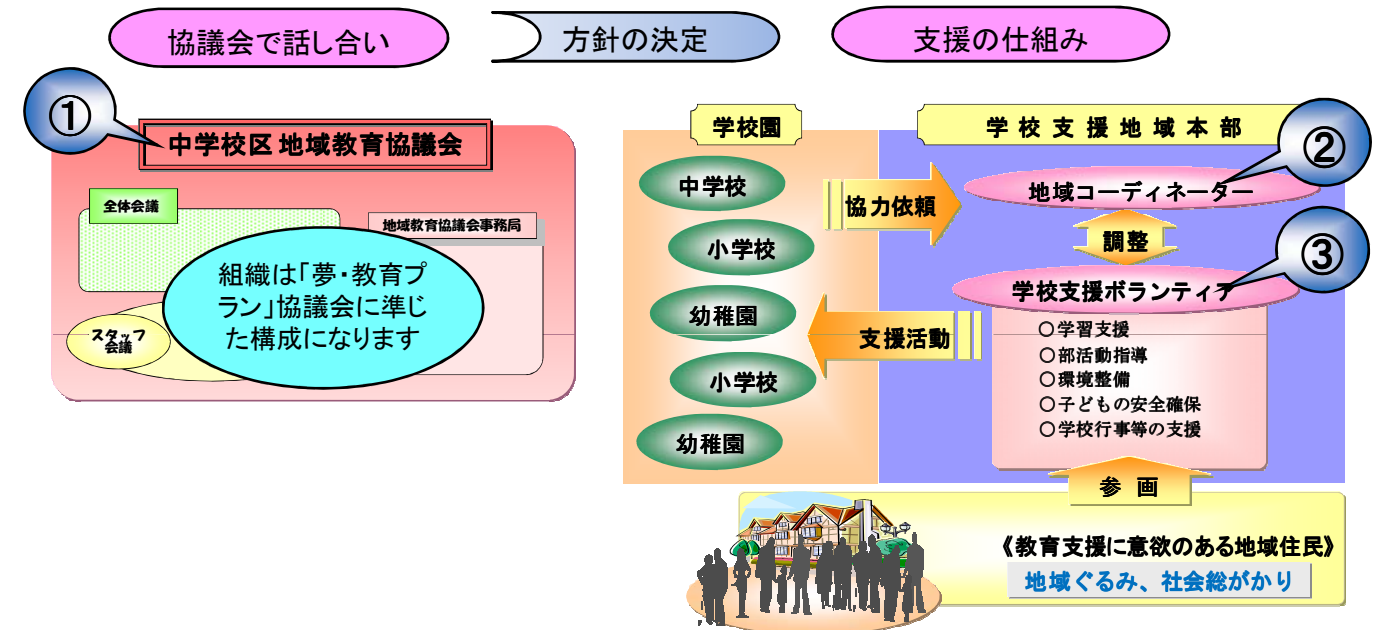 協議会で話し合い
方針の決定
支援の仕組み
①
中学校区 地域教育協議会
全体会議
地域教育協議会事務局
組織は「夢・教育プ
ラン」協議会に準じ
た構成になります
スタッフ
会議
学校園
中学校
小学校
幼稚園
小学校
幼稚園
協力依頼
支援活動
学校支援地域本部
②
地域コーディネーター
調整
③
学校支援ボランティア
○学習支援
○部活動指導
○環境整備
○子どもの安全確保
○学校行事等の支援
参 画
《教育支援に意欲のある地域住民》
地域ぐるみ、社会総がかり